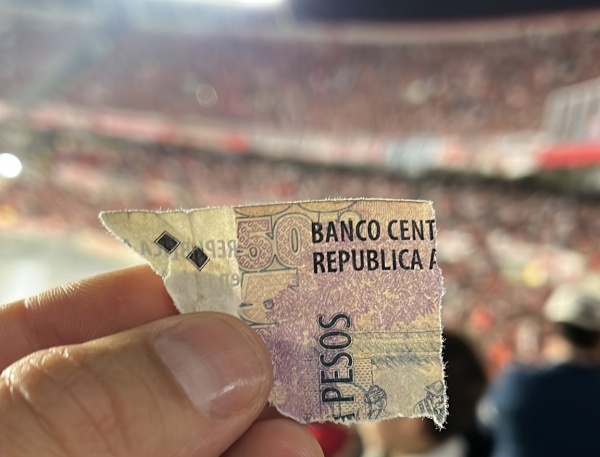 50
BANCO CENT
REPUBLICA A
PESOS